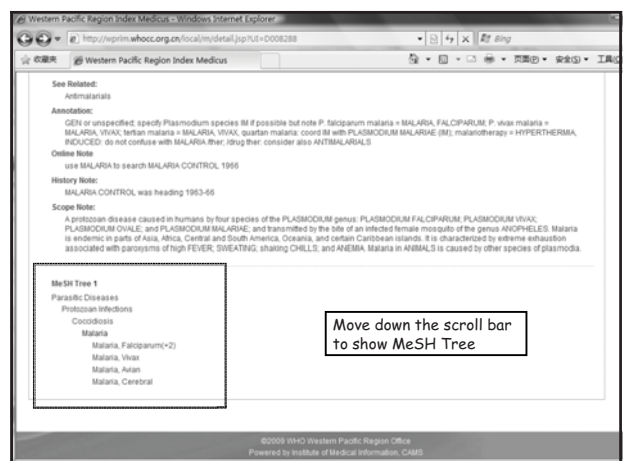 Western Pacific Region Index Medicus - Windows Internet Explorer
http://wprim.whocc.org.cn/local/m/detail.jsp?UI=D008288
Bing
收藏夹 Western Pacific Region Index Medicus 页面(P) 安全(S) 工具(O)
See Related:
Antimalarials
Annotation:
GEN or unspecified; specify Plasmodium species IM if possible but note P. falciparum malaria = MALARIA, FALCIPARUM; P. vivax malaria =
MALARIA, VIVAX; tertian malaria = MALARIA, VIVAX, quartan malaria: coord IM with PLASMODIUM MALARIAE (IM); malariotherapy = HYPERTHERMIA,
INDUCED: do not confuse with MALARIA /ther; /drug ther: consider also ANTIMALARIALS
Online Note
use MALARIA to search MALARIA CONTROL 1966
History Note:
MALARIA CONTROL was heading 1963-66
Scope Note:
A protozoan disease caused in humans by four species of the PLASMODIUM genus: PLASMODIUM FALCIPARUM; PLASMODIUM VIVAX;
PLASMODIUM OVALE; and PLASMODIUM MALARIAE; and transmitted by the bite of an infected female mosquito of the genus ANOPHELES. Malaria
is endemic in parts of Asia, Africa, Central and South America, Oceania, and certain Caribbean islands. It is characterized by extreme exhaustion
associated with paroxysms of high FEVER; SWEATING; shaking CHILLS; and ANEMIA. Malaria in ANIMALS is caused by other species of plasmodia.
MeSH Tree 1
Parasitic Diseases
Protozoan Infections
Coccidiosis
Malaria
Malaria, Falciparum(+2)
Malaria, Vivax
Malaria, Avian
Malaria, Cerebral
Move down the scroll bar
to show MeSH Tree
©2009 WHO Western Pacific Region Office
Powered by Institute of Medical Information, CAMS